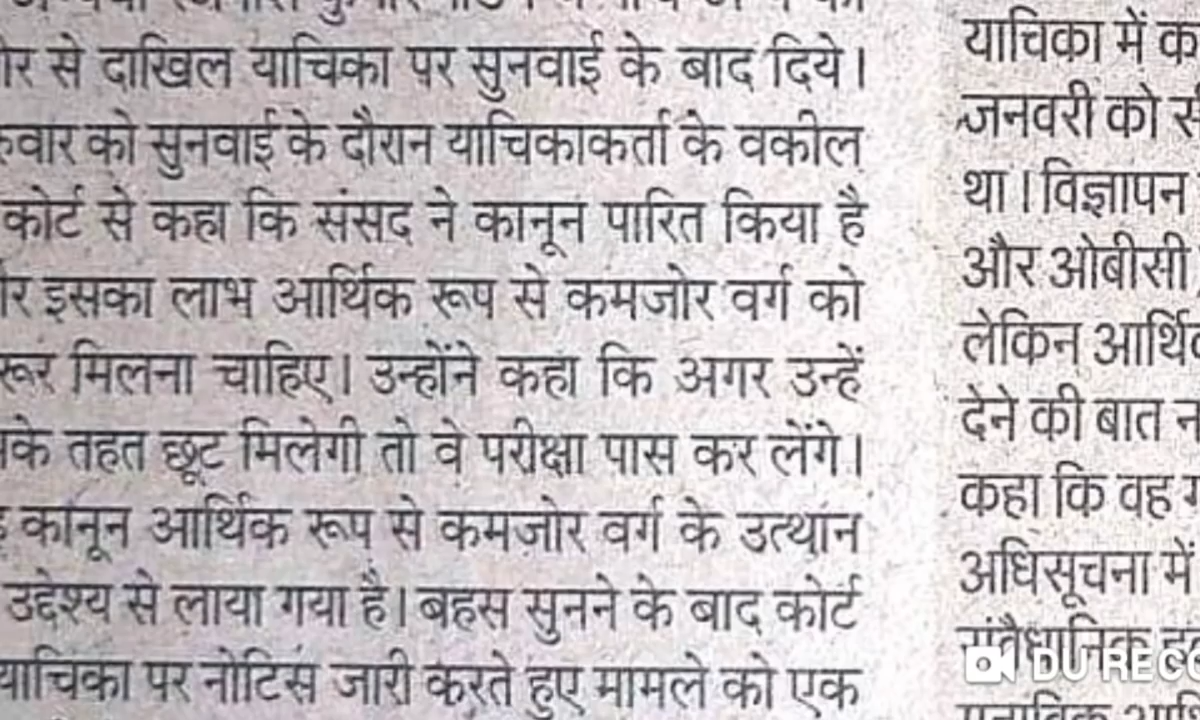 से दाखिल याचिका पर सुनवाई के बाद दिये।
को सुनवाई के दौरान याचिकाकर्ता के वकील
कोर्ट से कहा कि संसद ने कानून पारित किया है
इसका लाभ आर्थिक रूप से कमजोर वर्ग को
मिलना चाहिए। उन्होंने कहा कि अगर उन्हें
तहत छूट मिलेगी तो वे परीक्षा पास कर लेंगे।
कानून आर्थिक रूप से कमजोर वर्ग के उत्थान
उद्देश्य से लाया गया है। बहस सुनने के बाद कोर्ट
याचिका पर नोटिस जारी करते हुए मामले को एक
याचिका में
जनवरी को
था। विज्ञापन
और ओबीसी
लेकिन
देने की बात
कहा कि वह
अधिसूचना में
संवैधानिक
DU RECO